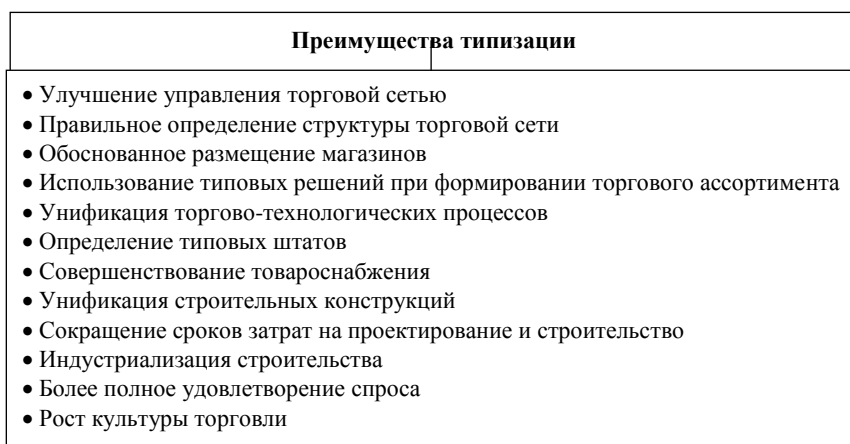 Преимущества типизации
• Улучшение управления торговой сетью
• Правильное определение структуры торговой сети
• Обоснованное размещение магазинов
• Использование типовых решений при формировании торгового ассортимента
• Унификация торгово-технологических процессов
• Определение типовых штатов
• Совершенствование товароснабжения
• Унификация строительных конструкций
• Сокращение сроков затрат на проектирование и строительство
• Индустриализация строительства
• Более полное удовлетворение спроса
• Рост культуры торговли